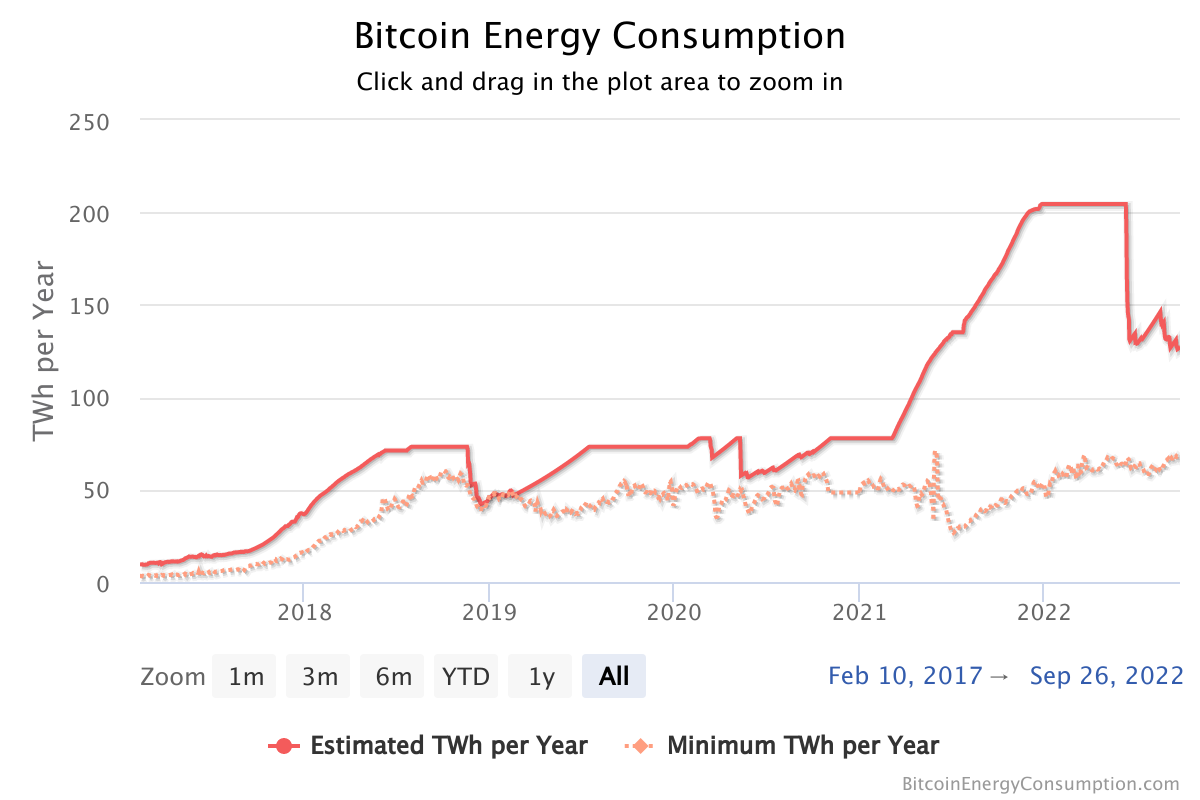 Bitcoin Energy Consumption
Click and drag in the plot area to zoom in
250
200
150
100
50
0
TWh per Year
2018 2019 2020 2021 2022
Zoom 1m 3m 6m YTD 1y All Feb 10, 2017 → Sep 26, 2022
Estimated TWh per Year Minimum TWh per Year
BitcoinEnergyConsumption.com